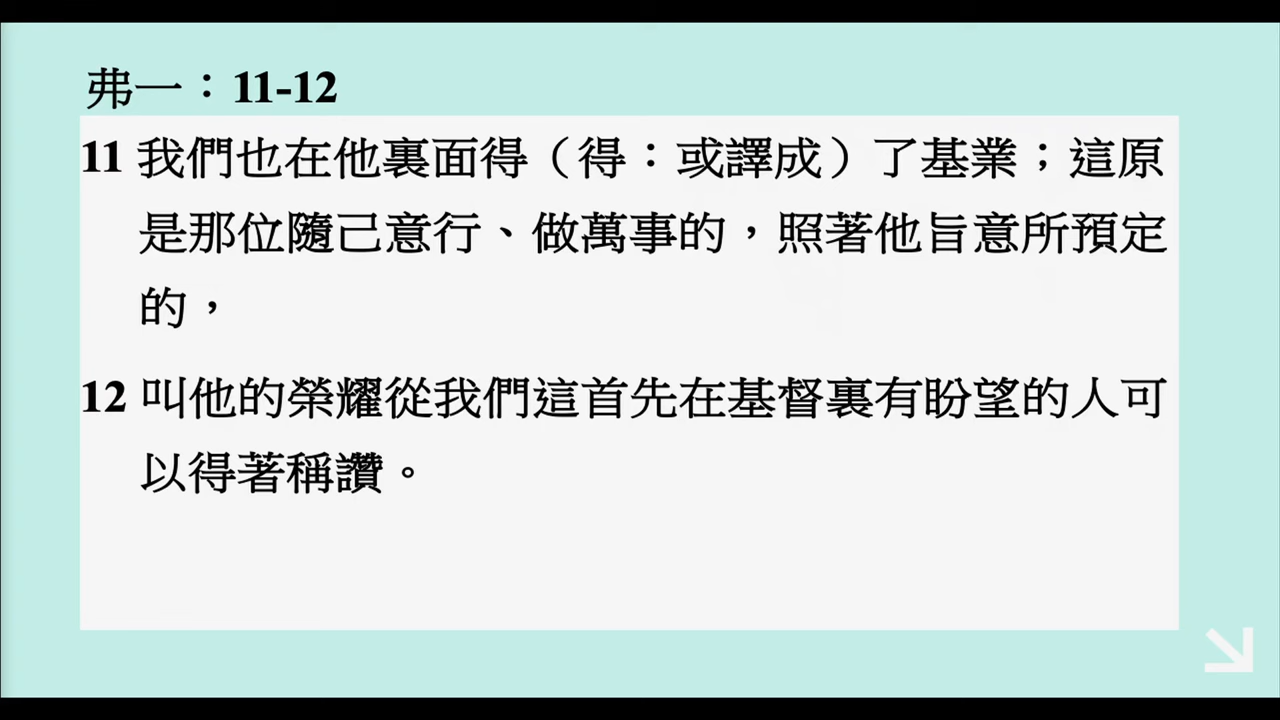 弗一：11-12
11 我們也在他裏面得（得：或譯成）了基業；這原
是那位隨己意行、做萬事的，照著他旨意所預定
的，
12 叫他的榮耀從我們這首先在基督裏有盼望的人可
以得著稱讚。